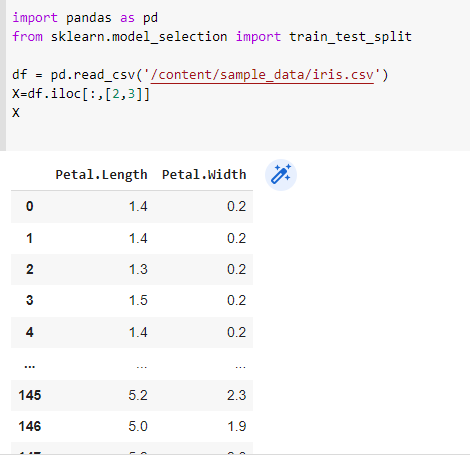 import pandas as pd
from sklearn.model_selection import train_test_split
df = pd.read_csv('/content/sample_data/iris.csv')
X=df.iloc[:,[2,3]]
X
Petal.Length Petal.Width
0 1.4 0.2
1 1.4 0.2
2 1.3 0.2
3 1.5 0.2
4 1.4 0.2
... ... ...
145 5.2 2.3
146 5.0 1.9